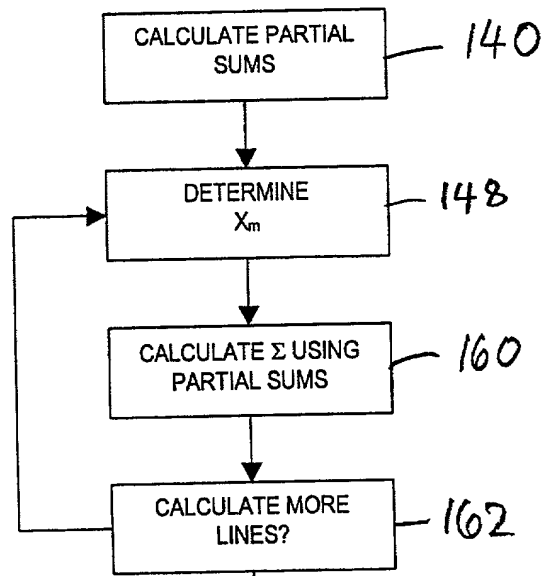 CALCULATE PARTIAL
SUMS
140
DETERMINE
Xm
148
CALCULATE Σ USING
PARTIAL SUMS
160
CALCULATE MORE
LINES?
162